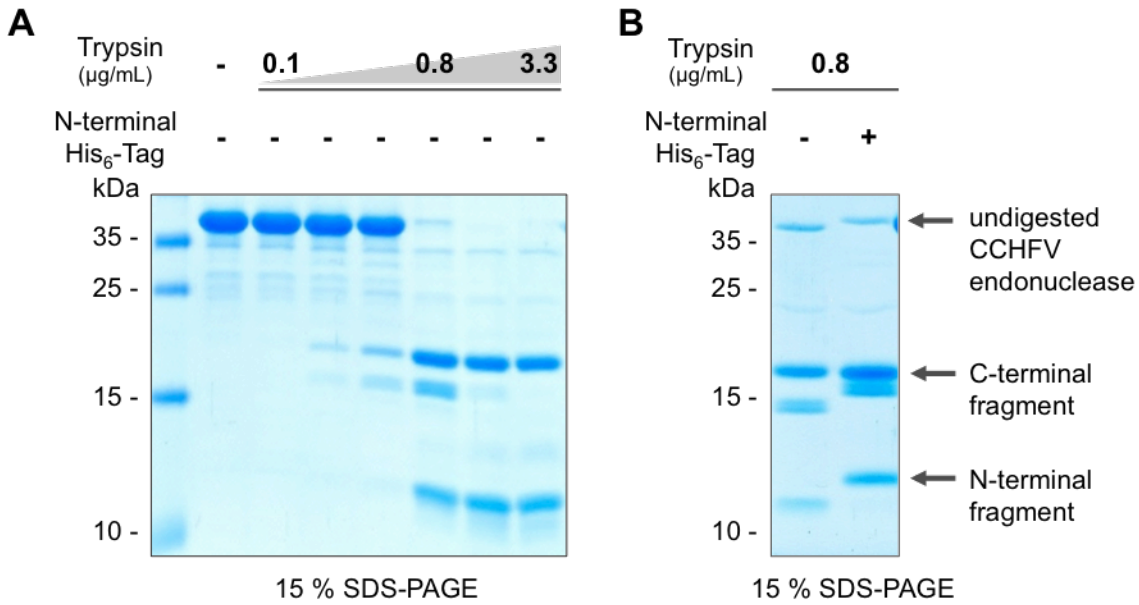 A
Trypsin
(µg/mL)
- 0.1 0.8 3.3
N-terminal
His6-Tag
- - - - - - -
kDa
35 -
25 -
15 -
10 -
15 % SDS-PAGE
B
Trypsin
(µg/mL)
0.8
N-terminal
His6-Tag
- +
kDa
35 -
25 -
15 -
10 -
undigested
CCHFV
endonuclease
C-terminal
fragment
N-terminal
fragment
15 % SDS-PAGE